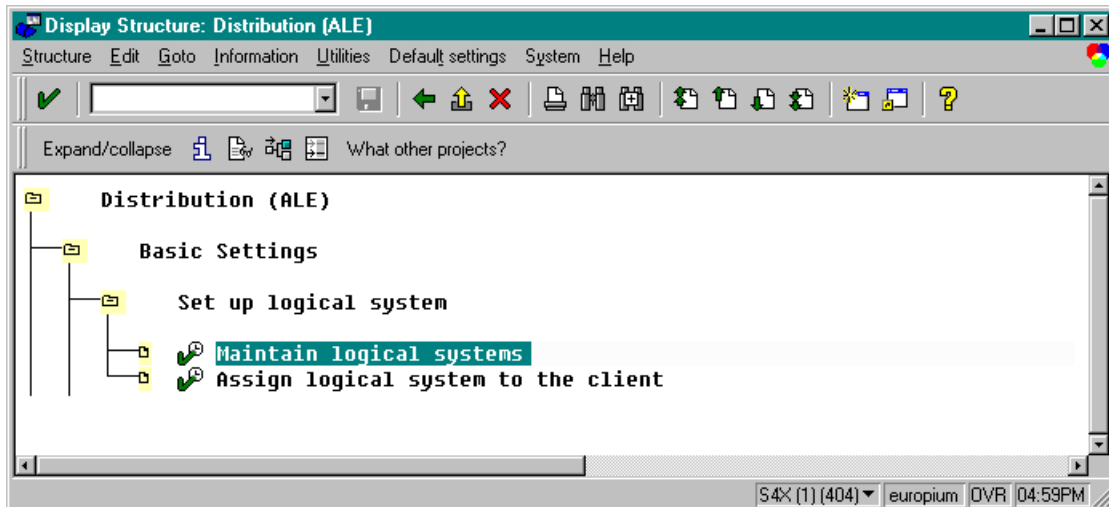 Display Structure: Distribution (ALE)
Structure Edit Goto Information Utilities Default settings System Help
Expand/collapse What other projects?
Distribution (ALE)
Basic Settings
Set up logical system
Maintain logical systems
Assign logical system to the client
S4X (1) (404) europium OVR 04:59PM